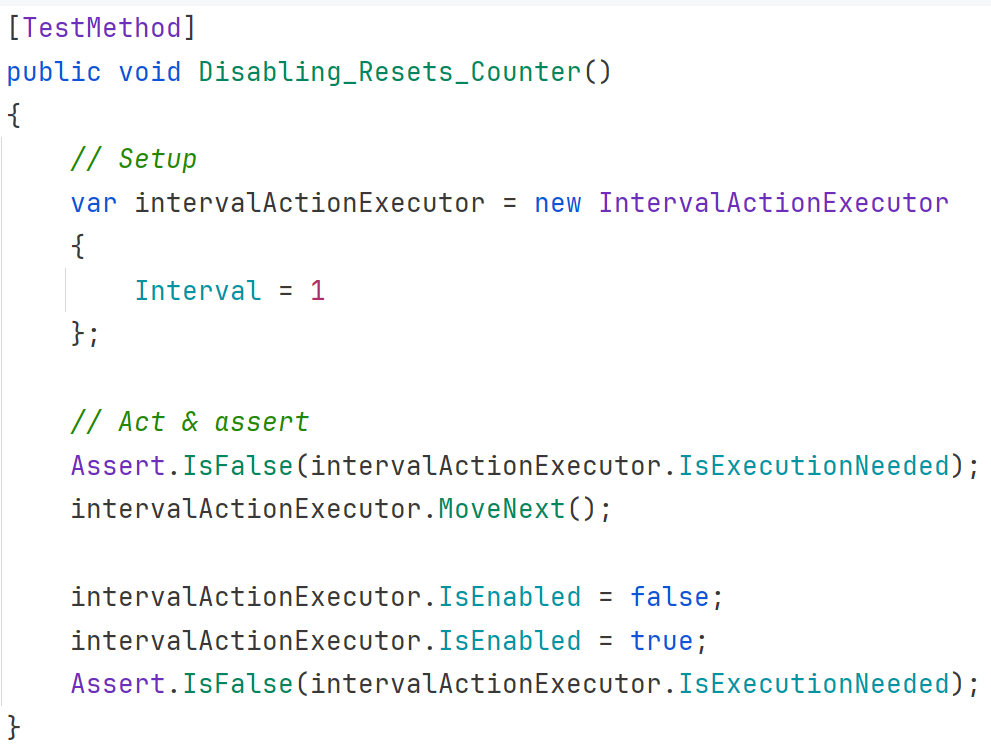 [TestMethod]
public void Disabling_Resets_Counter()
{
    // Setup
    var intervalActionExecutor = new IntervalActionExecutor
    {
        Interval = 1
    };

    // Act & assert
    Assert.IsFalse(intervalActionExecutor.IsExecutionNeeded);
    intervalActionExecutor.MoveNext();

    intervalActionExecutor.IsEnabled = false;
    intervalActionExecutor.IsEnabled = true;
    Assert.IsFalse(intervalActionExecutor.IsExecutionNeeded);
}